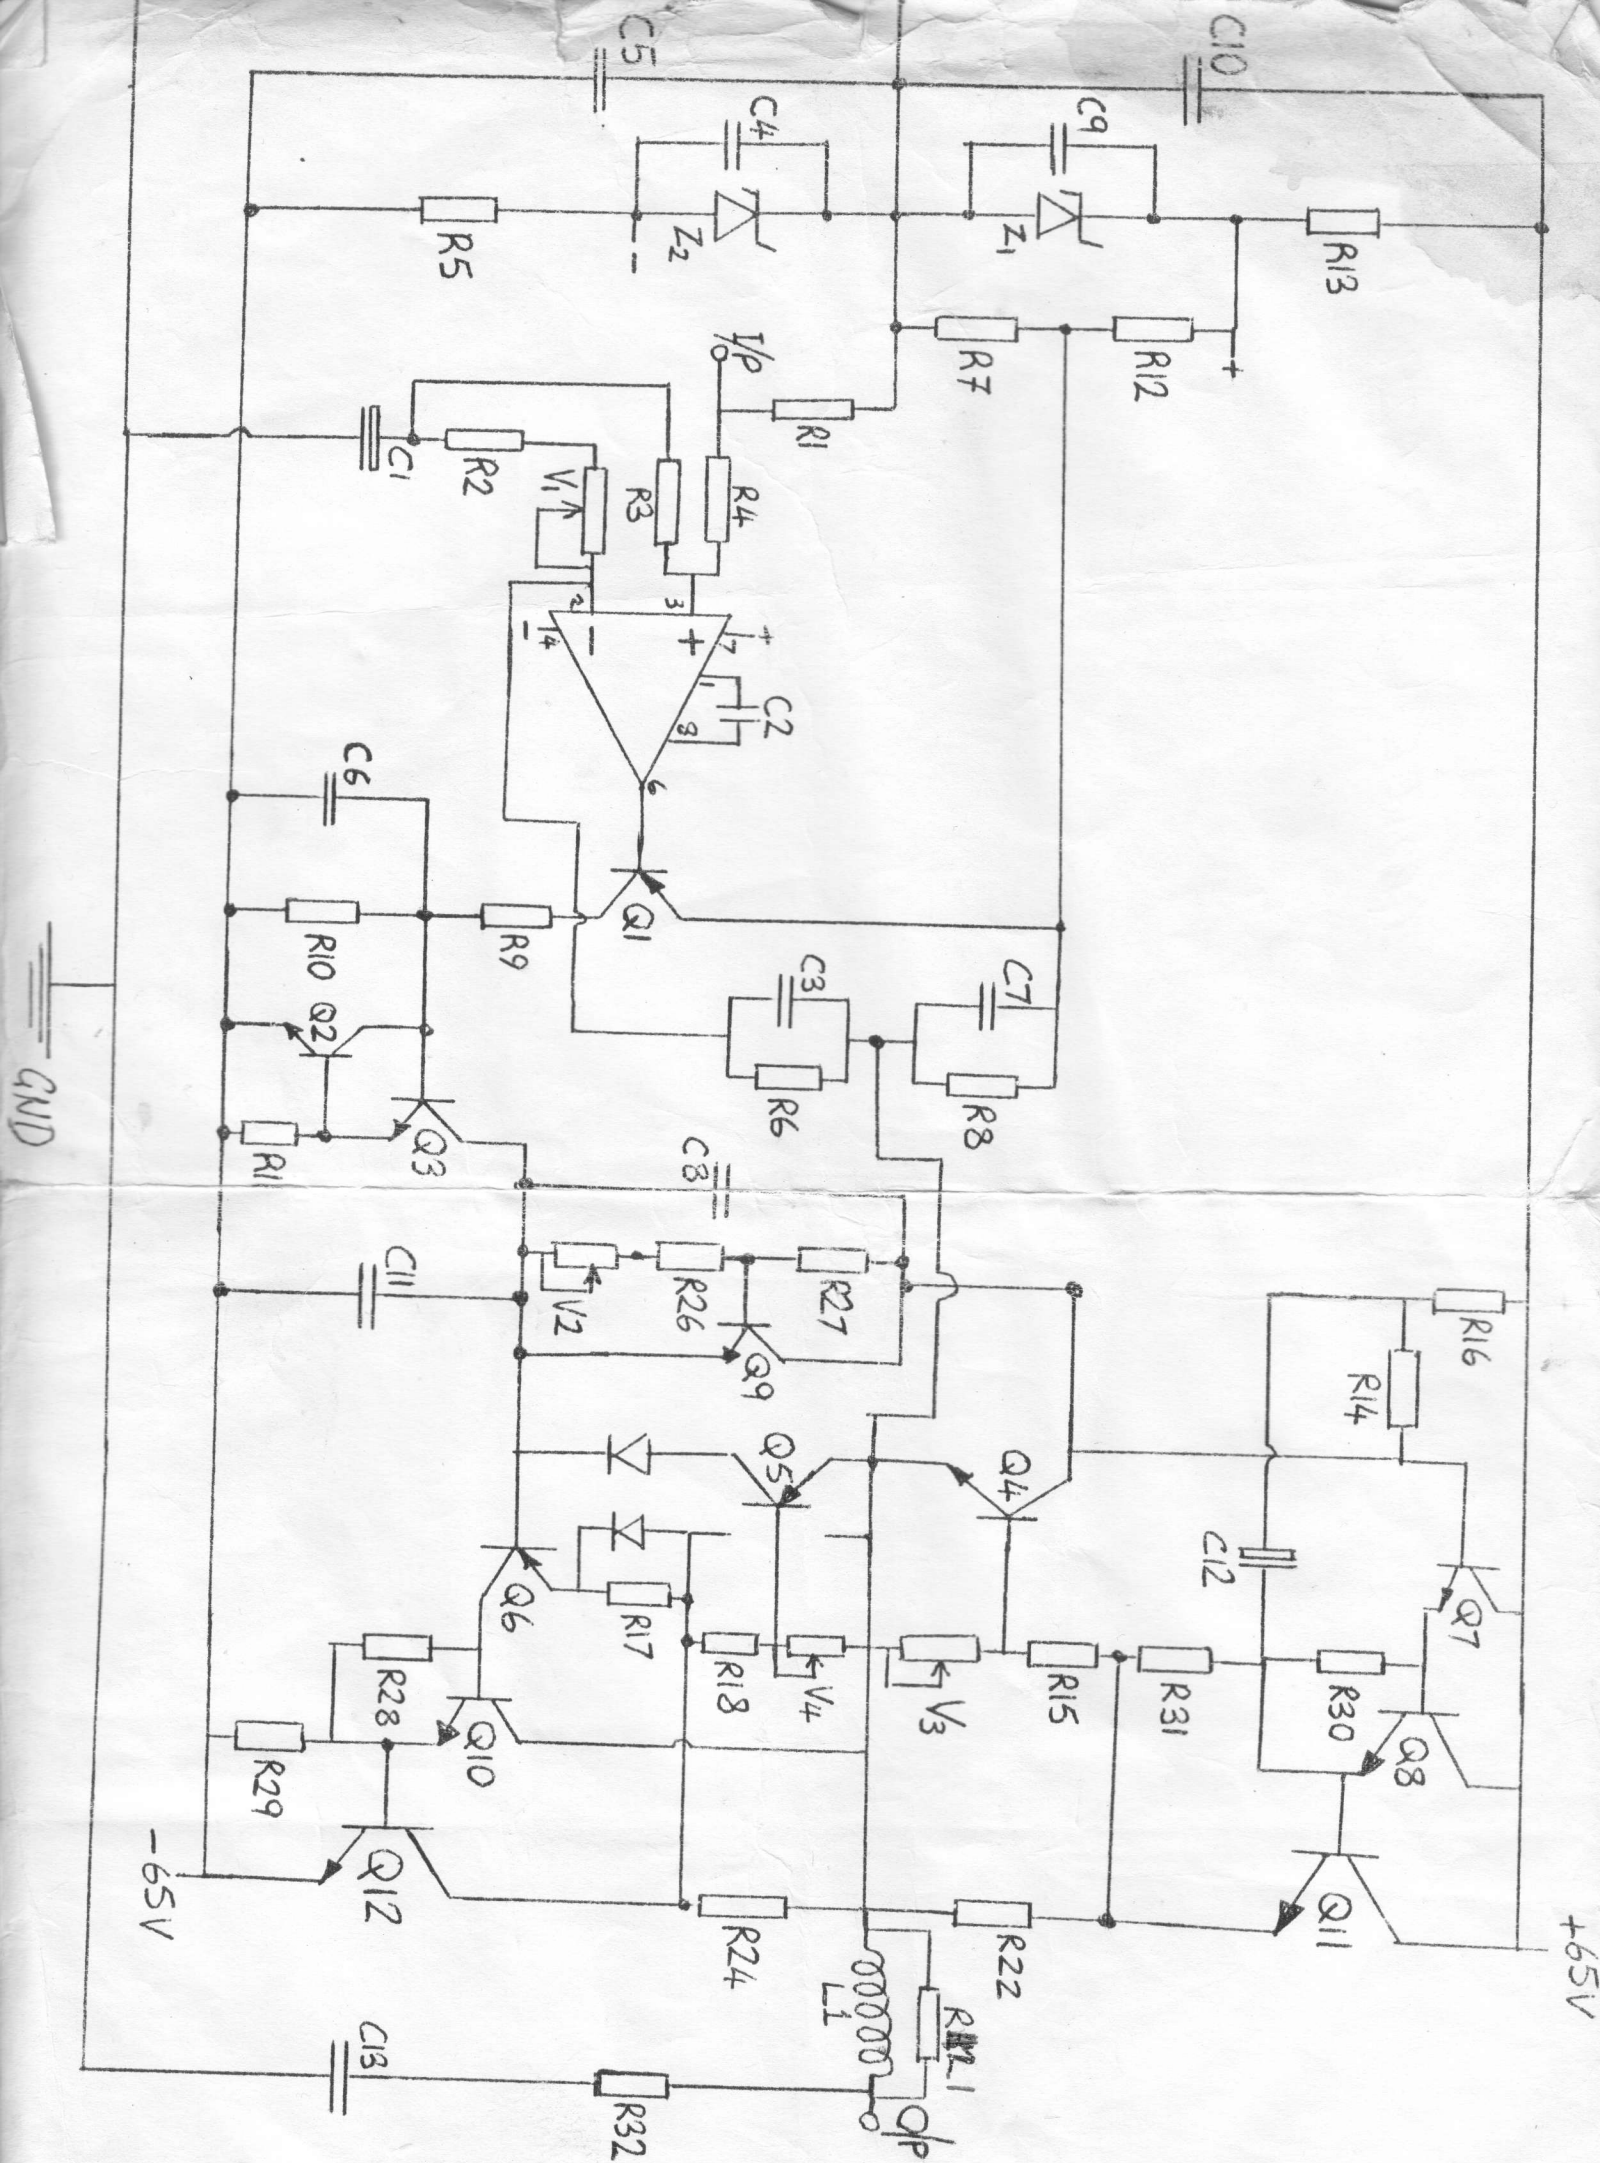 C5
C10
C4
C9
R5
Z2
Z1
R13
-
I/p
R7
R12
+
R1
C1
R2
V1
R3
R4
2
3
4
-
-
+
7
+
1
8
C2
6
C6
Q1
R10
R9
Q2
C3
C7
R6
R8
GND
R1
Q3
C8
C11
V2
R26
R27
Q9
R16
R14
Q5
Q4
C12
Q6
R17
Q7
R18
V4
V3
R15
R31
R30
R28
Q10
Q8
R29
Q12
-65V
R24
R22
Q11
+65V
L1
C13
R32
O/P